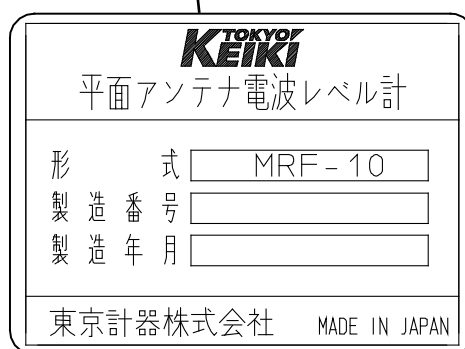 TOKYO
KEIKI
平面アンテナ電波レベル計
形 式 MRF-10
製造番号
製造年月
東京計器株式会社 MADE IN JAPAN